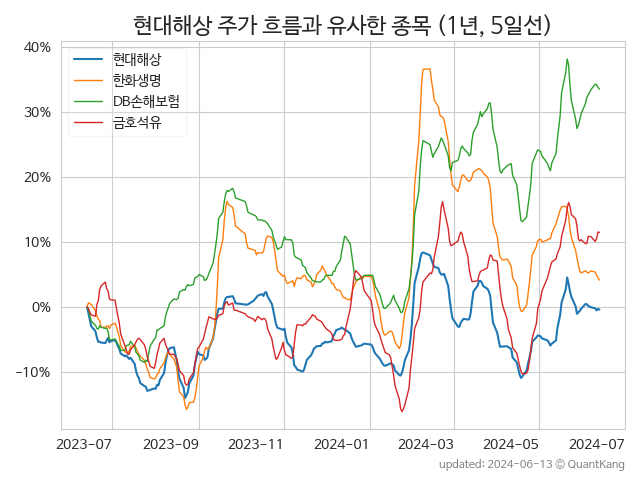 현대해상 주가 흐름과 유사한 종목 (1년, 5일선)
40%
30%
20%
10%
0%
−10%
현대해상
한화생명
DB손해보험
금호석유
2023-07
2023-09
2023-11
2024-01
2024-03
2024-05
2024-07
updated: 2024-06-13 © QuantKang